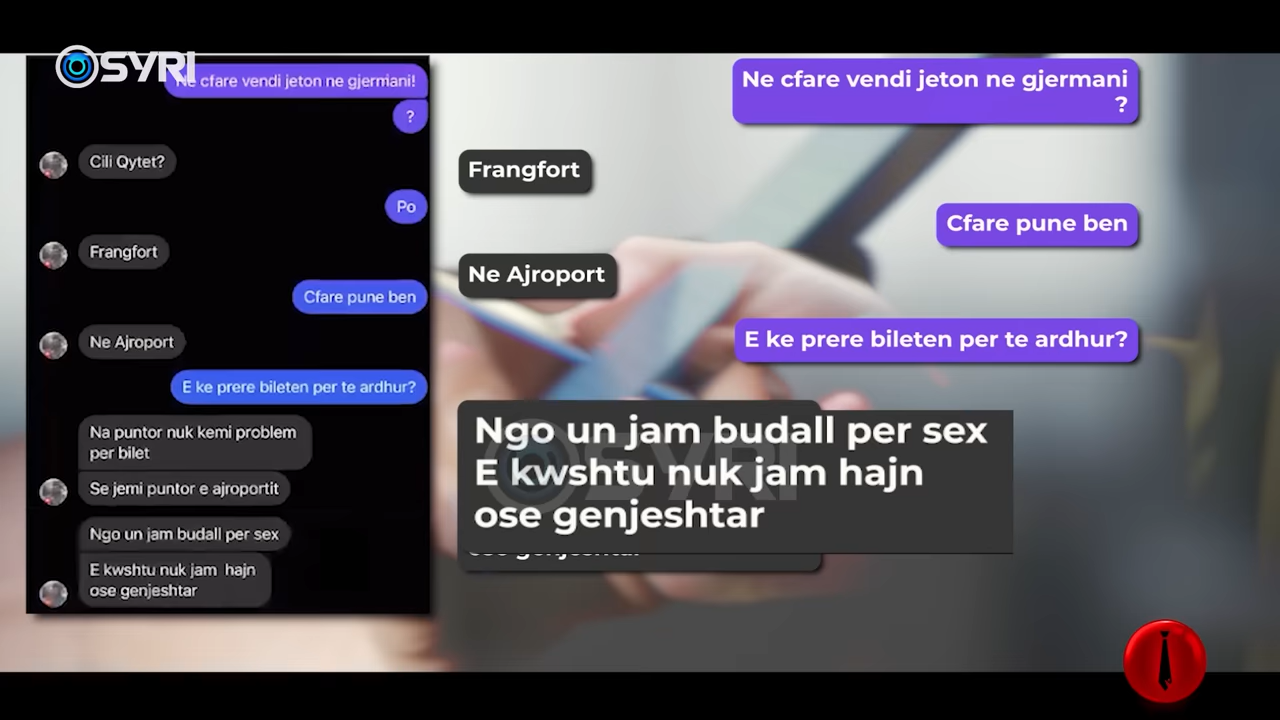 SYRI
Ne cfare vendi jeton ne gjermani!
?
Cili Qytet?
Po
Frangfort
Cfare pune ben
Ne Ajroport
E ke prere bileten per te ardhur?
Na puntor nuk kemi problem
per bilet
Se jemi puntor e ajroportit
Ngo un jam budall per sex
E kwshtu nuk jam hajn
ose genjeshtar
Ne cfare vendi jeton ne gjermani
?
Frangfort
Cfare pune ben
Ne Ajroport
E ke prere bileten per te ardhur?
Ngo un jam budall per sex
E kwshtu nuk jam hajn
ose genjeshtar
SYRI
ose genjeshtar